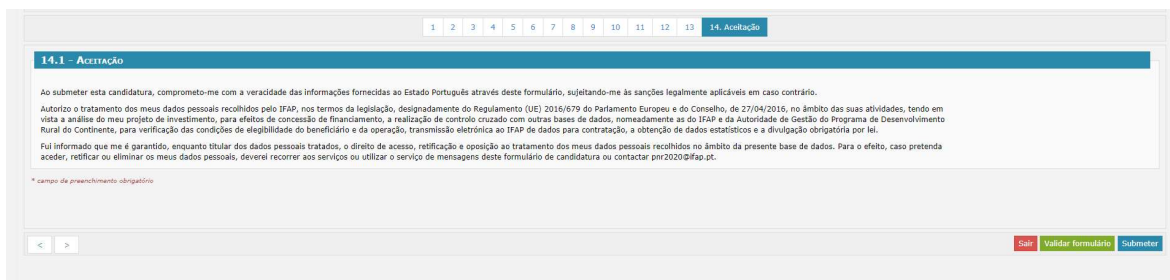 1 2 3 4 5 6 7 8 9 10 11 12 13 14. Aceitação
14.1 - Aceitação
Ao submeter esta candidatura, comprometo-me com a veracidade das informações fornecidas ao Estado Português através deste formulário, sujeitando-me às sanções legalmente aplicáveis em caso contrário.
Autorizo o tratamento dos meus dados pessoais recolhidos pelo IFAP, nos termos da legislação, designadamente do Regulamento (UE) 2016/679 do Parlamento Europeu e do Conselho, de 27/04/2016, no âmbito das suas atividades, tendo em
vista a análise do meu projeto de investimento, para efeitos de concessão de financiamento, a realização de controlo cruzado com outras bases de dados, nomeadamente as do IFAP e da Autoridade de Gestão do Programa de Desenvolvimento
Rural do Continente, para verificação das condições de elegibilidade do beneficiário e da operação, transmissão eletrónica ao IFAP de dados para contratação, a obtenção de dados estatísticos e a divulgação obrigatória por lei.
Fui informado que me é garantido, enquanto titular dos dados pessoais tratados, o direito de acesso, retificação e oposição ao tratamento dos meus dados pessoais recolhidos no âmbito da presente base de dados. Para o efeito, caso pretenda
aceder, retificar ou eliminar os meus dados pessoais, deverei recorrer aos serviços ou utilizar o serviço de mensagens deste formulário de candidatura ou contactar pnr2020@ifap.pt.
* campo de preenchimento obrigatório
< > Sair Validar formulário Submeter